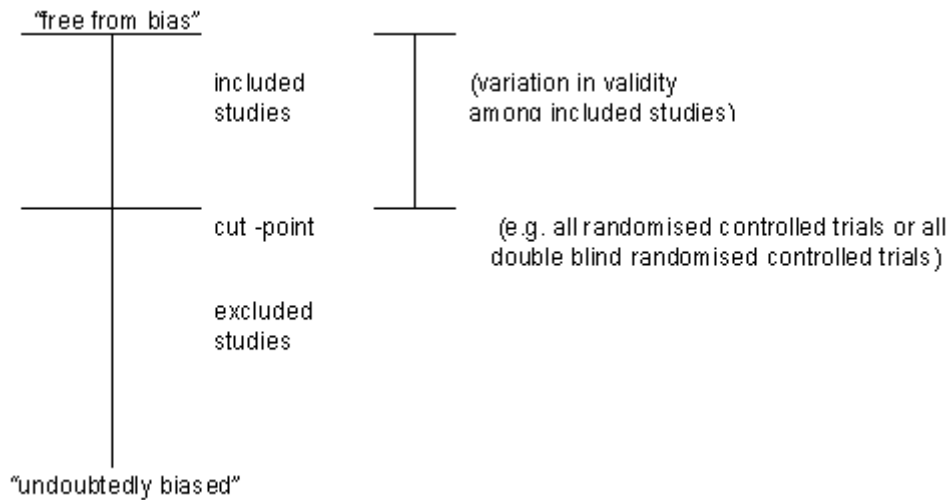 “free from bias”
included
studies
(variation in validity
among included studies)
cut -point
(e.g. all randomised controlled trials or all
double blind randomised controlled trials)
excluded
studies
“undoubtedly biased”